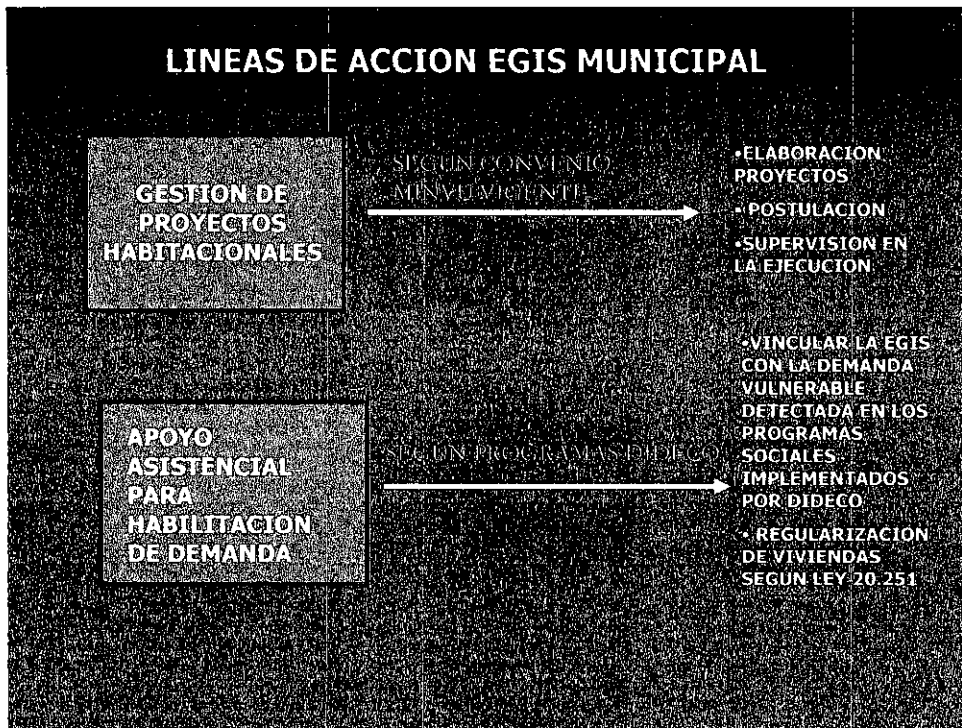 LINEAS DE ACCION EGIS MUNICIPAL
GESTION DE
PROYECTOS
HABITACIONALES
SEGUN CONVENIO
MINVU VIGENTE
•ELABORACION
PROYECTOS
• POSTULACION
•SUPERVISION EN
LA EJECUCION
APOYO
ASISTENCIAL
PARA
HABILITACION
DE DEMANDA
SEGUN PROGRAMAS DIDECO
•VINCULAR LA EGIS
CON LA DEMANDA
VULNERABLE
DETECTADA EN LOS
PROGRAMAS
SOCIALES
IMPLEMENTADOS
POR DIDECO
• REGULARIZACION
DE VIVIENDAS
SEGUN LEY 20.251